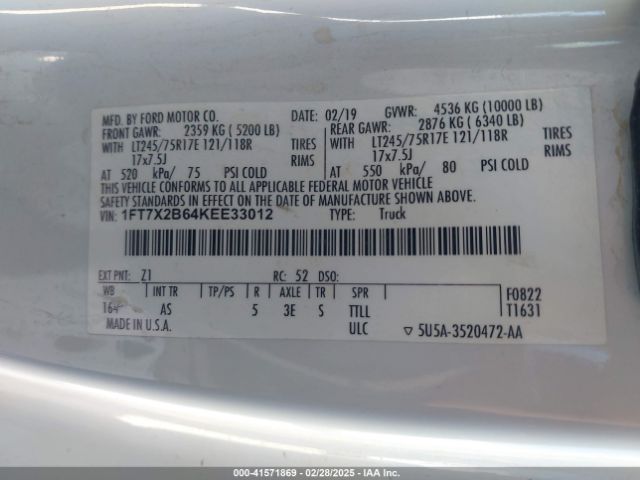 MFD. BY FORD MOTOR CO. DATE: 02/19 GVWR: 4536 KG (10000 LB)
FRONT GAWR: 2359 KG ( 5200 LB) REAR GAWR: 2876 KG ( 6340 LB)
WITH LT245/75R17E 121/118R TIRES WITH LT245/75R17E 121/118R TIRES
17x7.5J RIMS 17x7.5J RIMS
AT 520 kPa/ 75 PSI COLD AT 550 kPa/ 80 PSI COLD
THIS VEHICLE CONFORMS TO ALL APPLICABLE FEDERAL MOTOR VEHICLE
SAFETY STANDARDS IN EFFECT ON THE DATE OF MANUFACTURE SHOWN ABOVE.
VIN: 1FT7X2B64KEE33012 TYPE: Truck
EXT PNT: Z1 RC: 52 DSO:
WB INT TR TP/PS R AXLE TR SPR F0822
164 AS 5 3E S TTLL T1631
MADE IN U.S.A. ULC ▽ 5U5A-3520472-AA
000-41571869 | 02/28/2025 - IAA, Inc.